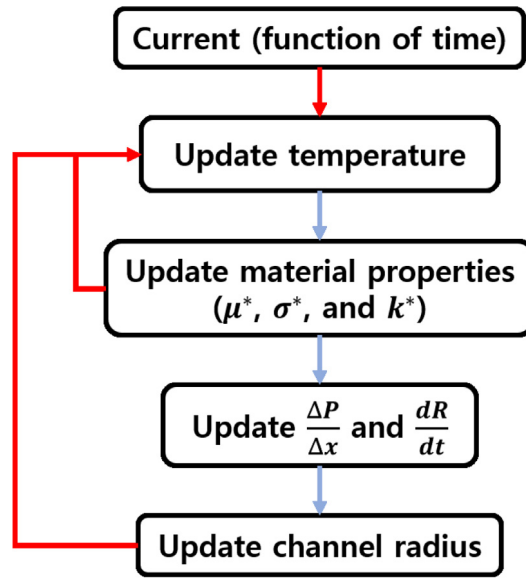 Current (function of time)
Update temperature
Update material properties
(μ*, σ*, and k*)
Update ΔP/Δx and dR/dt
Update channel radius